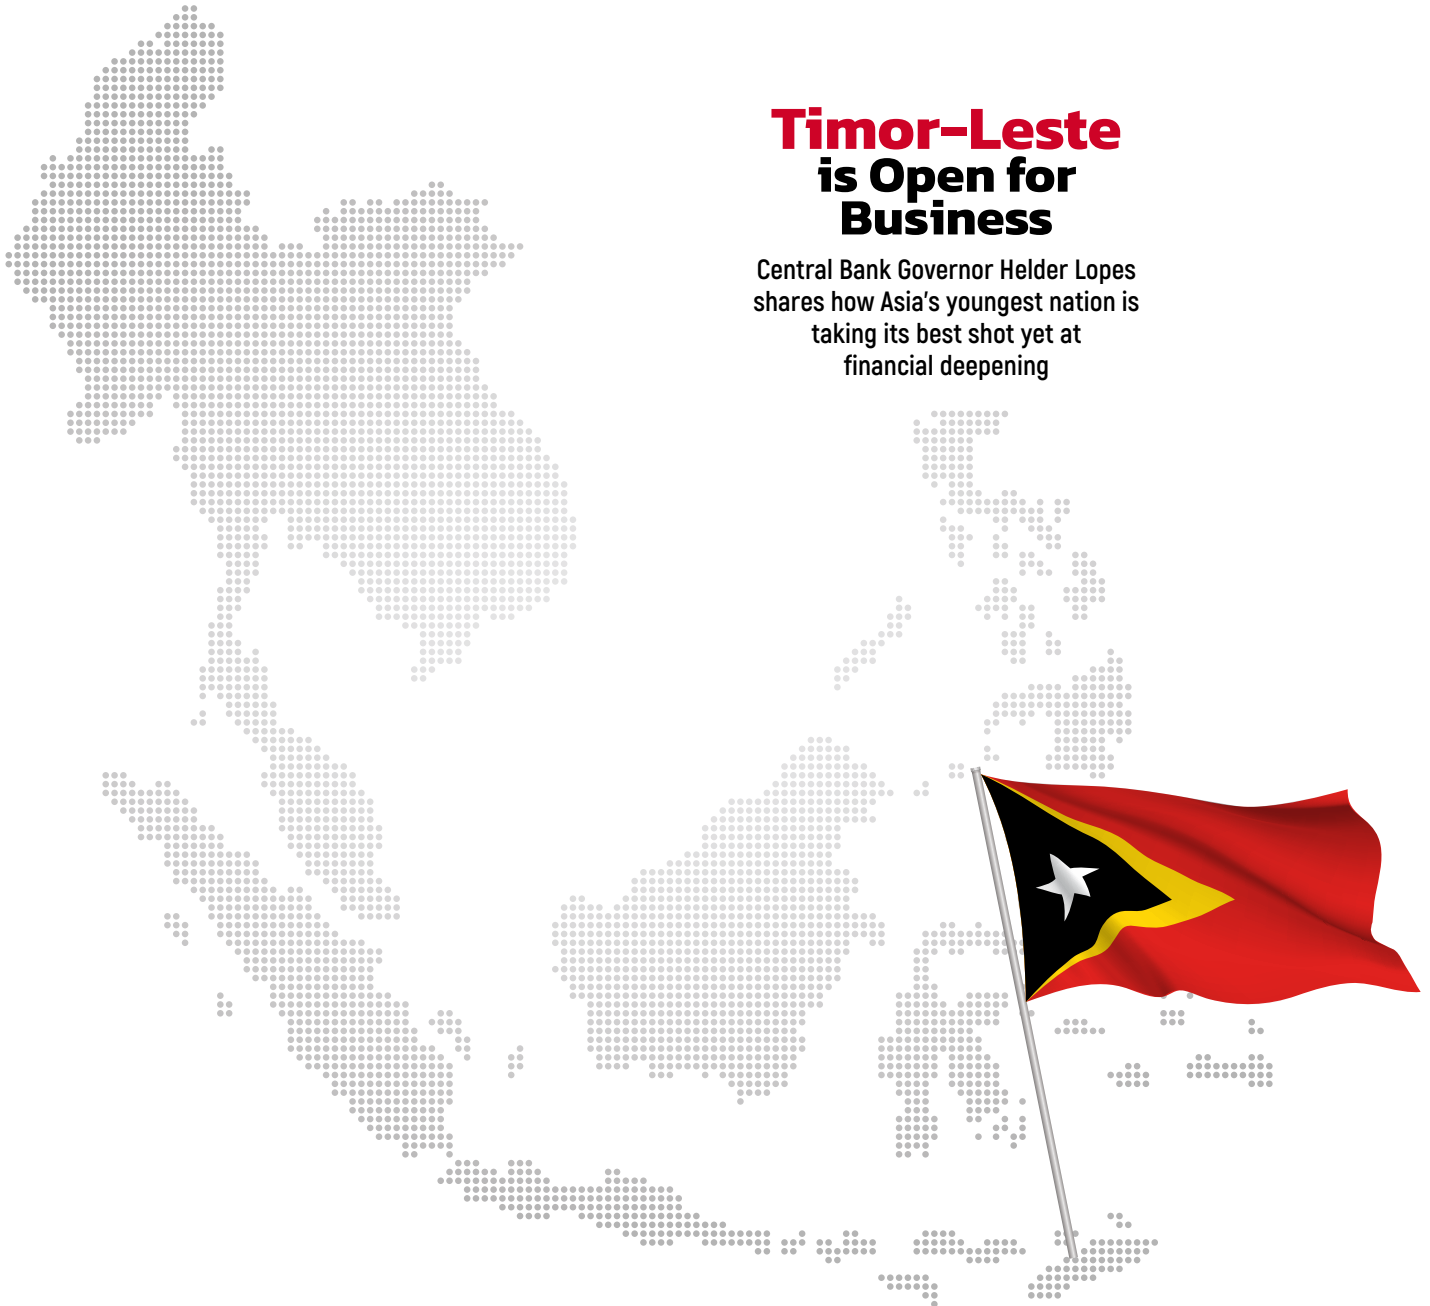 Timor-Leste
is Open for
Business
Central Bank Governor Helder Lopes
shares how Asia's youngest nation is
taking its best shot yet at
financial deepening